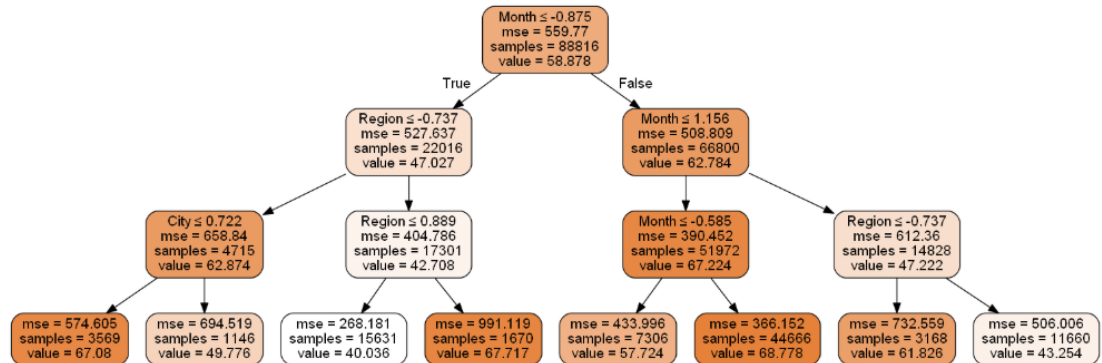 Month ≤ -0.875
mse = 559.77
samples = 88816
value = 58.878
True
False
Region ≤ -0.737
mse = 527.637
samples = 22016
value = 47.027
Month ≤ 1.156
mse = 508.809
samples = 66800
value = 62.784
City ≤ 0.722
mse = 658.84
samples = 4715
value = 62.874
Region ≤ 0.889
mse = 404.786
samples = 17301
value = 42.708
Month ≤ -0.585
mse = 390.452
samples = 51972
value = 67.224
Region ≤ -0.737
mse = 612.36
samples = 14828
value = 47.222
mse = 574.605
samples = 3569
value = 67.08
mse = 694.519
samples = 1146
value = 49.776
mse = 268.181
samples = 15631
value = 40.036
mse = 991.119
samples = 1670
value = 67.717
mse = 433.996
samples = 7306
value = 57.724
mse = 366.152
samples = 44666
value = 68.778
mse = 732.559
samples = 3168
value = 61.826
mse = 506.006
samples = 11660
value = 43.254